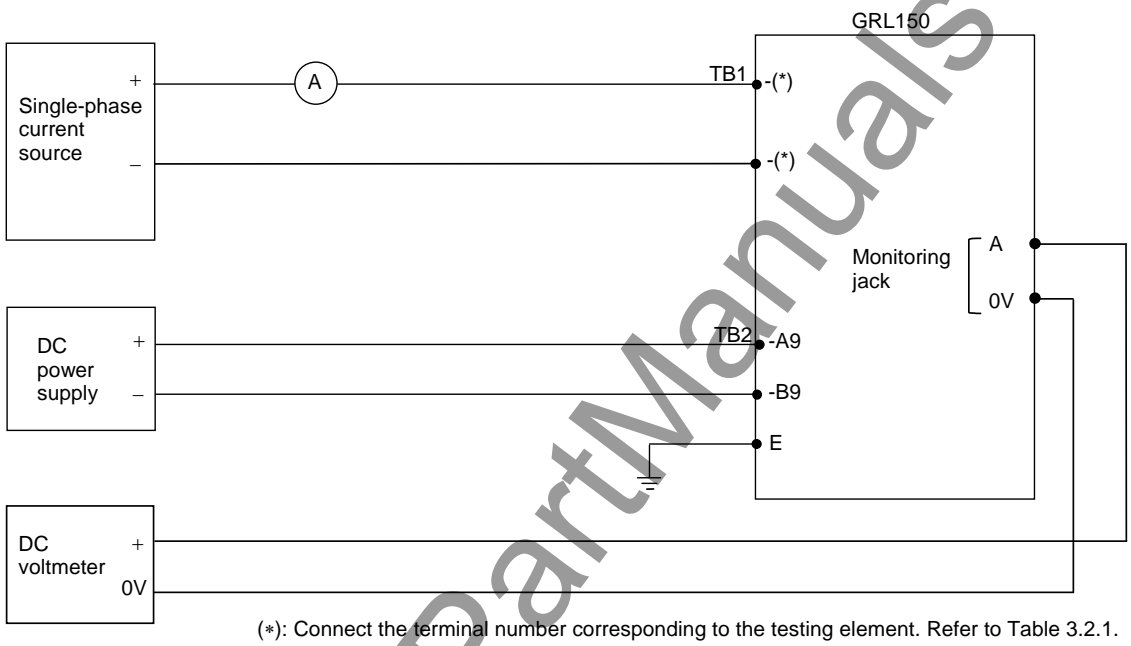 GRL150
Single-phase
current
source
+
−
A
TB1
-(*)
-(*)
Monitoring
jack
A
0V
DC
power
supply
+
−
TB2
-A9
-B9
E
DC
voltmeter
+
0V
(∗): Connect the terminal number corresponding to the testing element. Refer to Table 3.2.1.
PartManuals